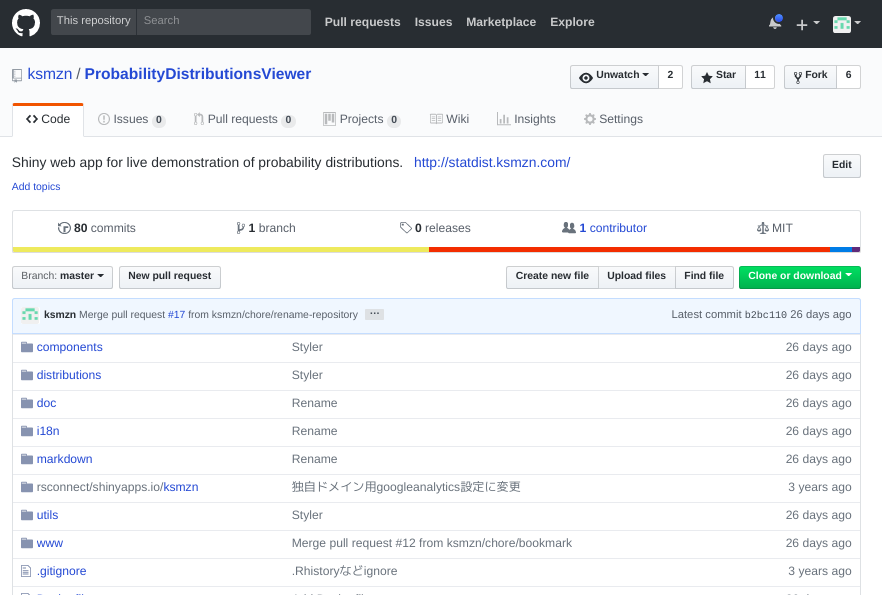 This repository Search Pull requests Issues Marketplace Explore
ksmzn / ProbabilityDistributionsViewer Unwatch 2 Star 11 Fork 6
Code Issues 0 Pull requests 0 Projects 0 Wiki Insights Settings
Shiny web app for live demonstration of probability distributions. http://statdist.ksmzn.com/ Edit
Add topics
80 commits 1 branch 0 releases 1 contributor MIT
Branch: master New pull request Create new file Upload files Find file Clone or download
ksmzn Merge pull request #17 from ksmzn/chore/rename-repository ... Latest commit b2bc110 26 days ago
components Styler 26 days ago
distributions Styler 26 days ago
doc Rename 26 days ago
i18n Rename 26 days ago
markdown Rename 26 days ago
rsconnect/shinyapps.io/ksmzn 独自ドメイン用googleanalytics設定に変更 3 years ago
utils Styler 26 days ago
www Merge pull request #12 from ksmzn/chore/bookmark 26 days ago
.gitignore .Rhistoryなどignore 3 years ago